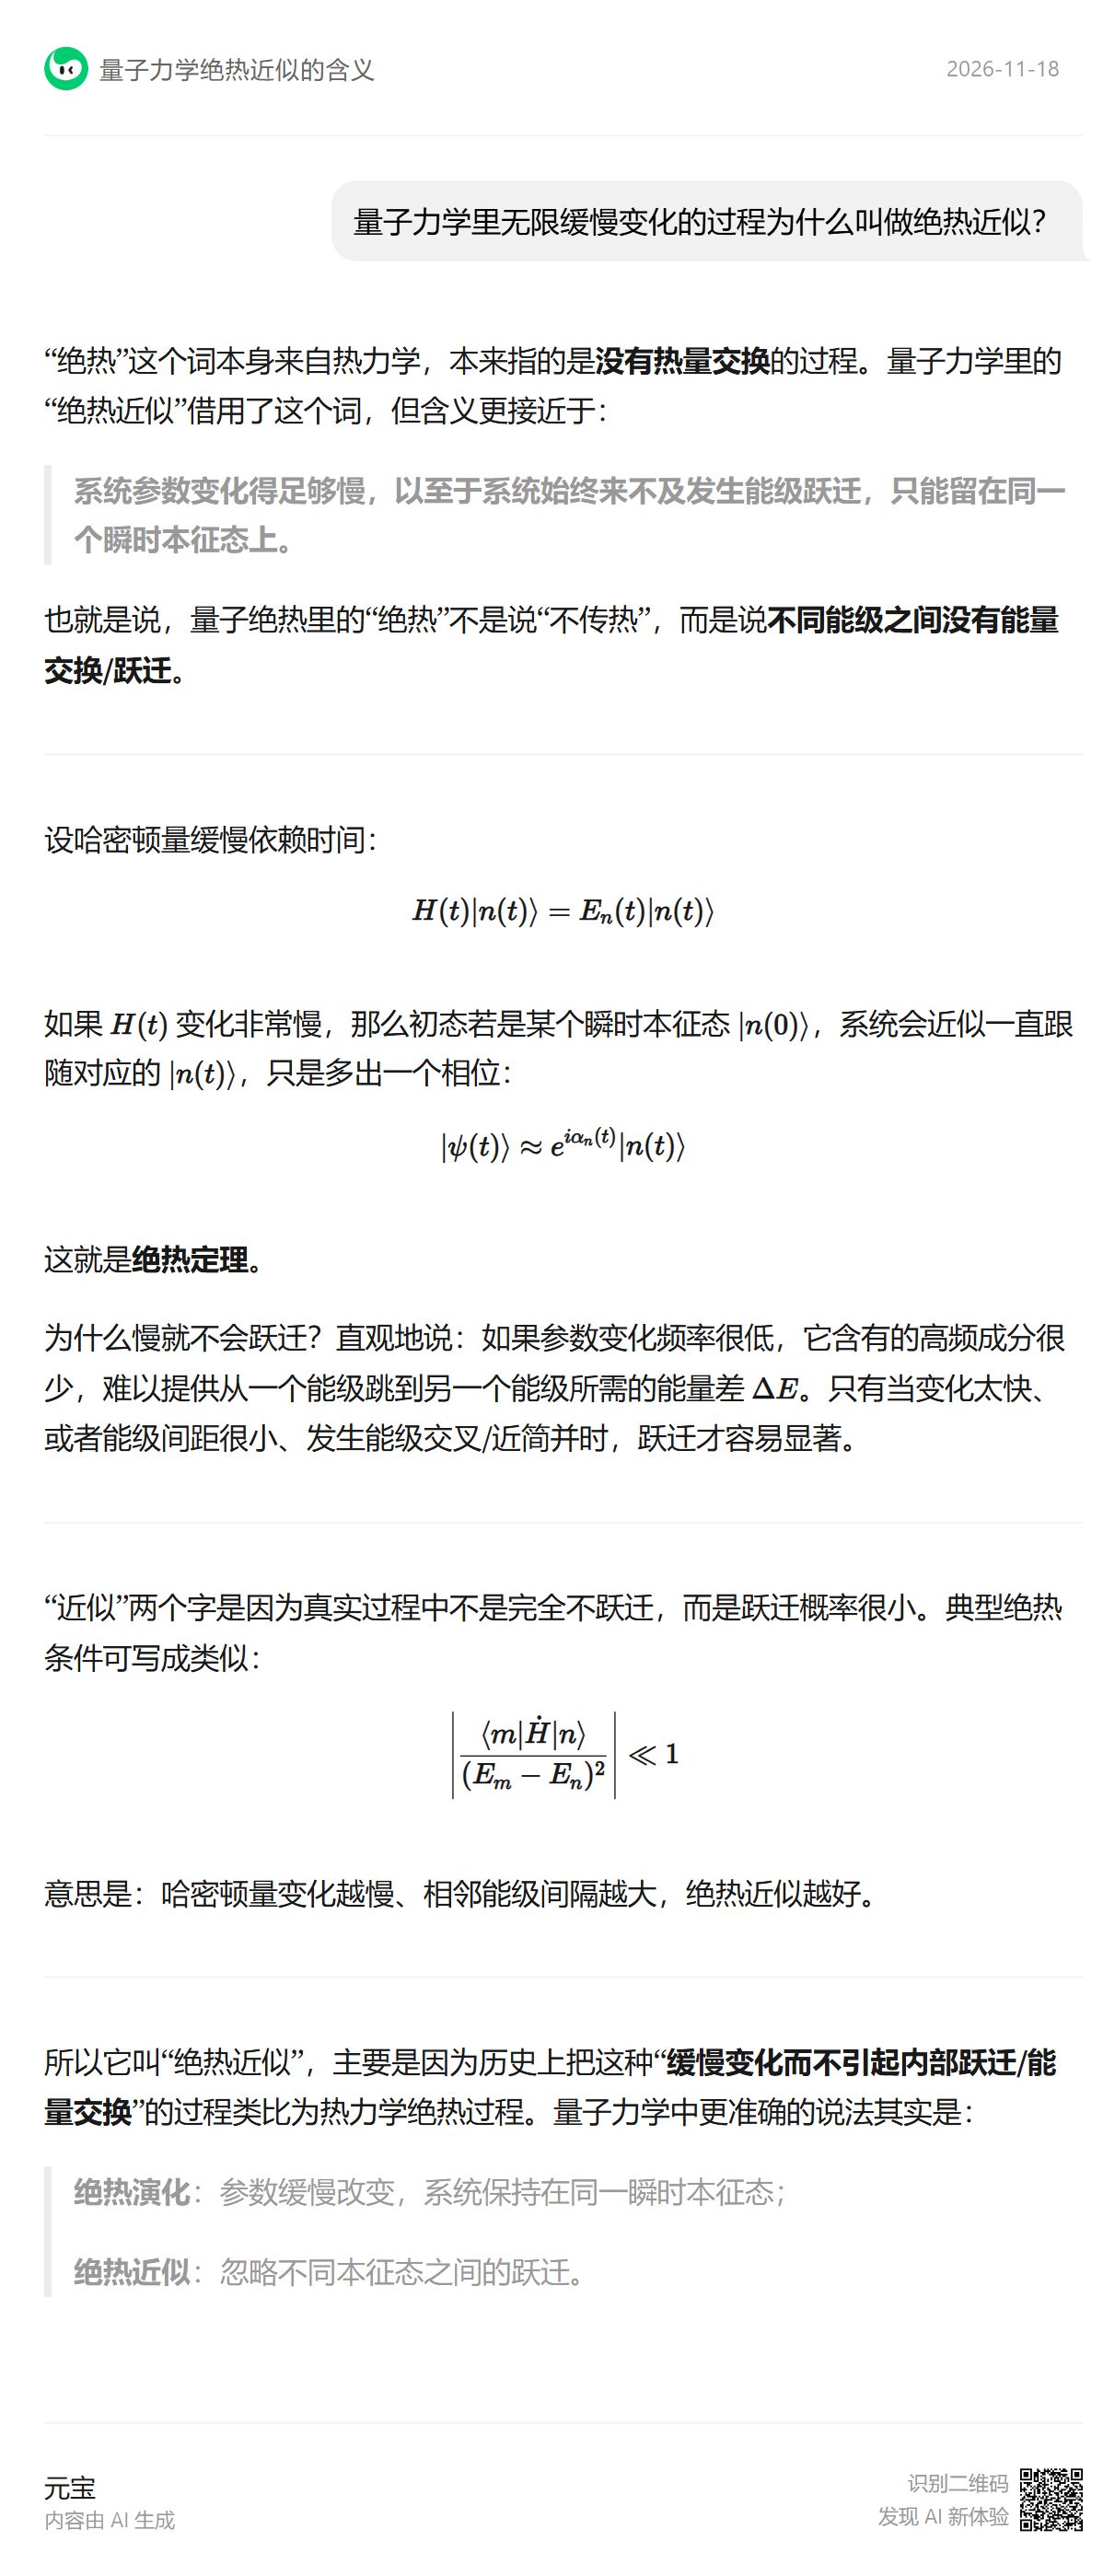 量子力学绝热近似的含义
2026-11-18
量子力学里无限缓慢变化的过程为什么叫做绝热近似？
“绝热”这个词本身来自热力学，本来指的是没有热量交换的过程。量子力学里的
“绝热近似”借用了这个词，但含义更接近于：
系统参数变化得足够慢，以至于系统始终来不及发生能级跃迁，只能留在同一
个瞬时本征态上。
也就是说，量子绝热里的“绝热”不是说“不传热”，而是说不同能级之间没有能量
交换/跃迁。
设哈密顿量缓慢依赖时间：
H(t)|n(t)⟩ = Eₙ(t)|n(t)⟩
如果 H(t) 变化非常慢，那么初态若是某个瞬时本征态 |n(0)⟩，系统会近似一直跟
随对应的 |n(t)⟩，只是多出一个相位：
|ψ(t)⟩ ≈ e^{iαₙ(t)}|n(t)⟩
这就是绝热定理。
为什么慢就不会跃迁？直观地说：如果参数变化频率很低，它含有的高频成分很
少，难以提供从一个能级跳到另一个能级所需的能量差 ΔE。只有当变化太快、
或者能级间距很小、发生能级交叉/近简并时，跃迁才容易显著。
“近似”两个字是因为真实过程中不是完全不跃迁，而是跃迁概率很小。典型绝热
条件可写成类似：
|⟨m|Ḣ|n⟩ / (Eₘ − Eₙ)²| ≪ 1
意思是：哈密顿量变化越慢、相邻能级间隔越大，绝热近似越好。
所以它叫“绝热近似”，主要是因为历史上把这种“缓慢变化而不引起内部跃迁/能
量交换”的过程类比为热力学绝热过程。量子力学中更准确的说法其实是：
绝热演化：参数缓慢改变，系统保持在同一瞬时本征态；
绝热近似：忽略不同本征态之间的跃迁。
元宝
内容由 AI 生成
识别二维码
发现 AI 新体验